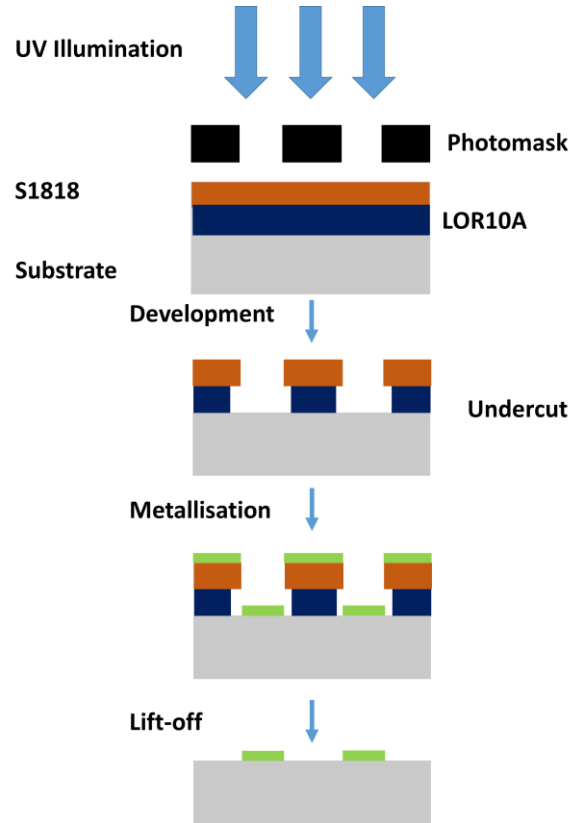 UV Illumination
Photomask
S1818
LOR10A
Substrate
Development
Undercut
Metallisation
Lift-off